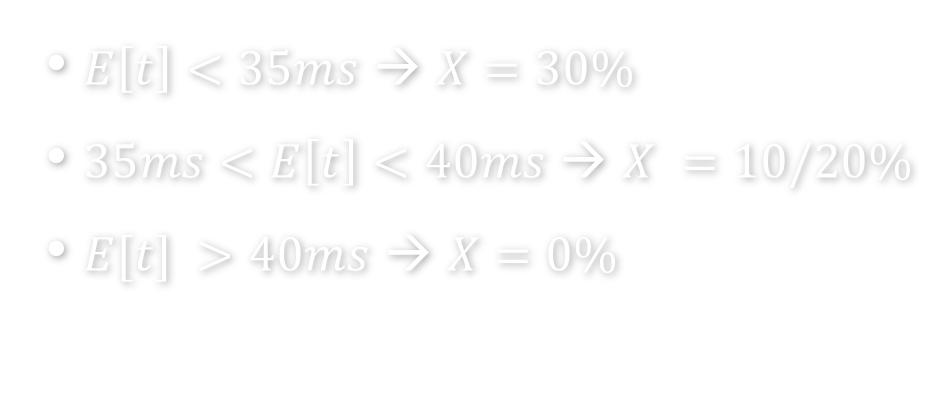 • E[t] < 35ms → X = 30%
• 35ms < E[t] < 40ms → X = 10/20%
• E[t] > 40ms → X = 0%